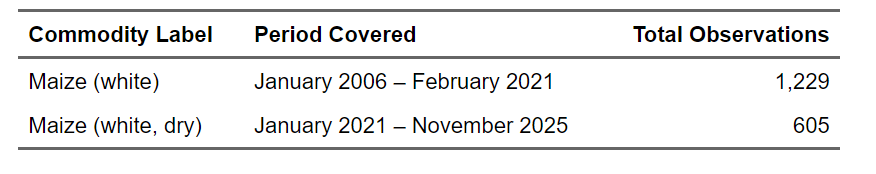 Commodity Label Period Covered Total Observations
Maize (white) January 2006 – February 2021 1,229
Maize (white, dry) January 2021 – November 2025 605